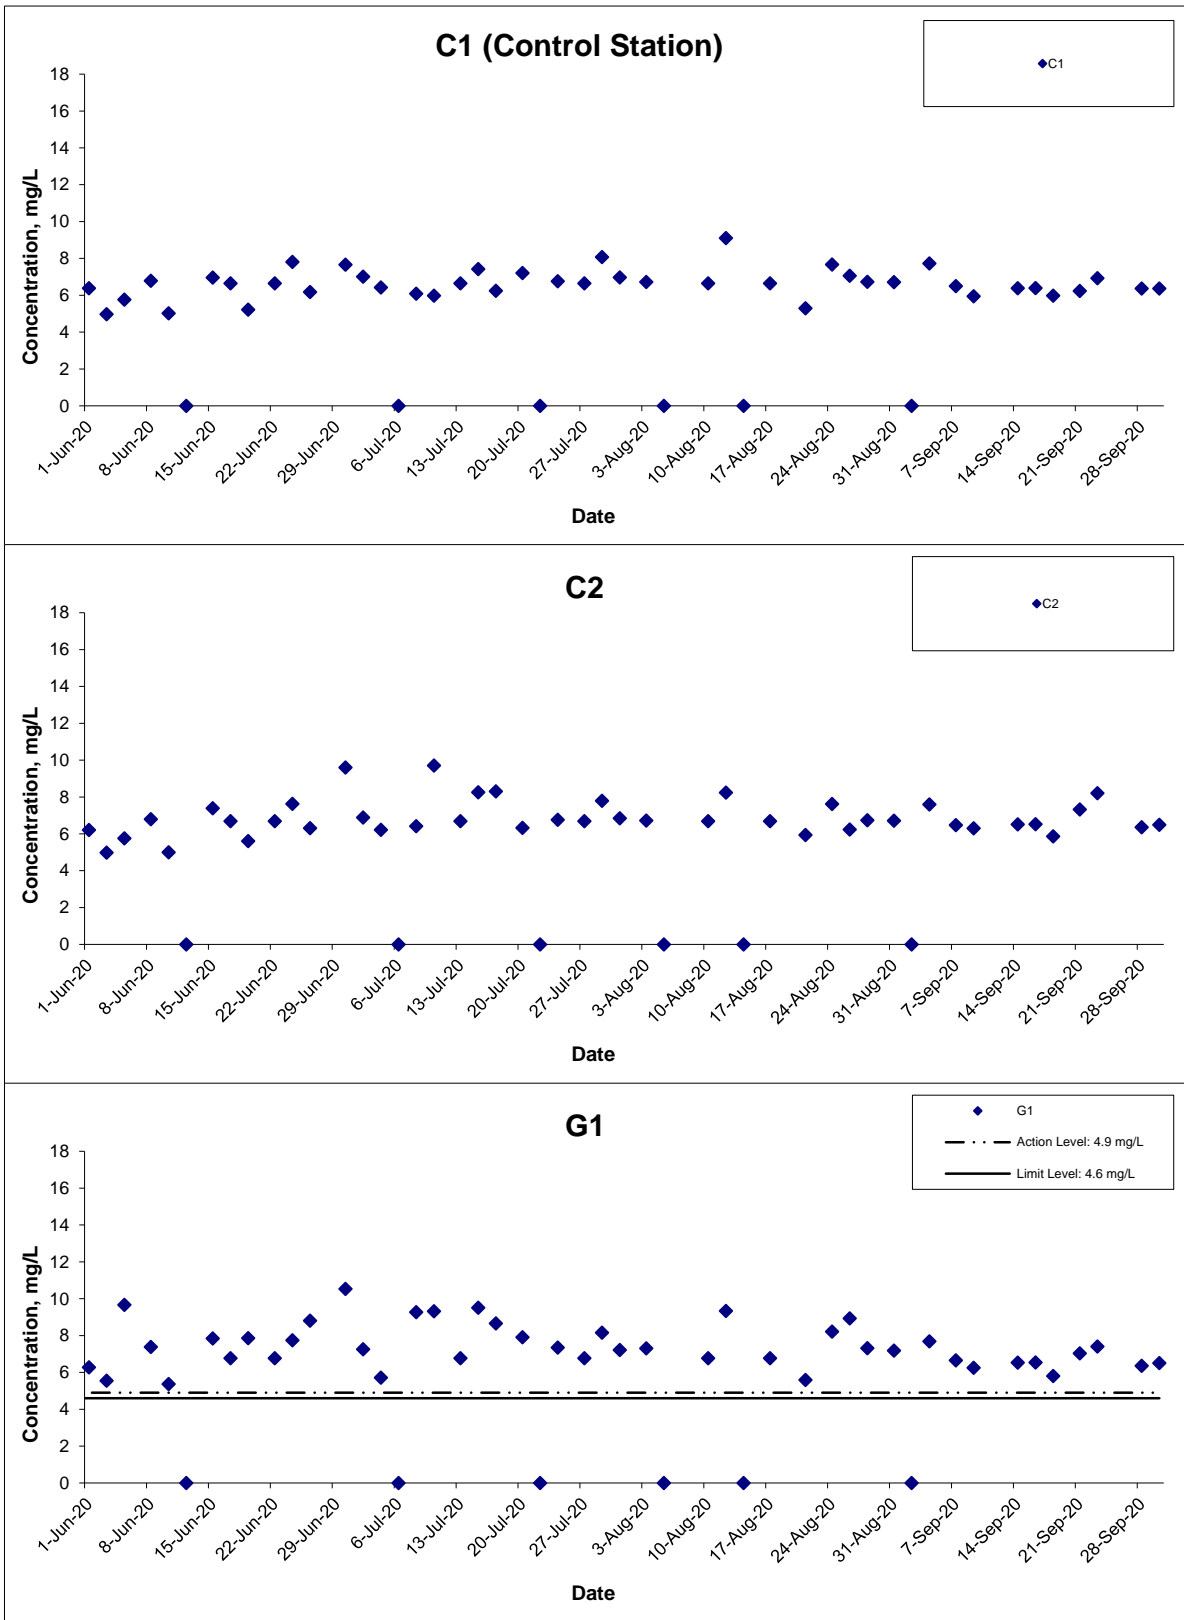 C1 (Control Station)
C1
18
16
14
12
10
8
6
4
2
0
Concentration, mg/L
1-Jun-20
8-Jun-20
15-Jun-20
22-Jun-20
29-Jun-20
6-Jul-20
13-Jul-20
20-Jul-20
27-Jul-20
3-Aug-20
10-Aug-20
17-Aug-20
24-Aug-20
31-Aug-20
7-Sep-20
14-Sep-20
21-Sep-20
28-Sep-20
Date
C2
C2
18
16
14
12
10
8
6
4
2
0
Concentration, mg/L
1-Jun-20
8-Jun-20
15-Jun-20
22-Jun-20
29-Jun-20
6-Jul-20
13-Jul-20
20-Jul-20
27-Jul-20
3-Aug-20
10-Aug-20
17-Aug-20
24-Aug-20
31-Aug-20
7-Sep-20
14-Sep-20
21-Sep-20
28-Sep-20
Date
G1
G1
Action Level: 4.9 mg/L
Limit Level: 4.6 mg/L
18
16
14
12
10
8
6
4
2
0
Concentration, mg/L
1-Jun-20
8-Jun-20
15-Jun-20
22-Jun-20
29-Jun-20
6-Jul-20
13-Jul-20
20-Jul-20
27-Jul-20
3-Aug-20
10-Aug-20
17-Aug-20
24-Aug-20
31-Aug-20
7-Sep-20
14-Sep-20
21-Sep-20
28-Sep-20
Date